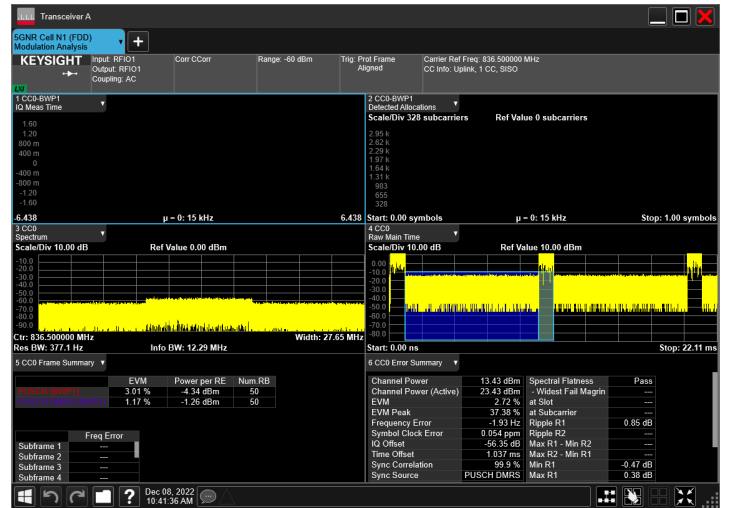 Transceiver A
5GNR Cell N1 (FDD)
Modulation Analysis
KEYSIGHT
LXI
Input: RFIO1
Output: RFIO1
Coupling: AC
Corr CCorr
Range: -60 dBm
Trig: Prot Frame
Aligned
Carrier Ref Freq: 836.500000 MHz
CC Info: Uplink, 1 CC, SISO
1 CC0-BWP1
IQ Meas Time
1.60
1.20
800 m
400 m
0
-400 m
-800 m
-1.20
-1.60
-6.438 μ = 0: 15 kHz 6.438
2 CC0-BWP1
Detected Allocations
Scale/Div 328 subcarriers Ref Value 0 subcarriers
2.95 k
2.62 k
2.29 k
1.97 k
1.64 k
1.31 k
983
655
328
Start: 0.00 symbols μ = 0: 15 kHz Stop: 1.00 symbols
3 CC0
Spectrum
Scale/Div 10.00 dB Ref Value 0.00 dBm
-10.0
-20.0
-30.0
-40.0
-50.0
-60.0
-70.0
-80.0
-90.0
Ctr: 836.500000 MHz Width: 27.65 MHz
Res BW: 377.1 Hz Info BW: 12.29 MHz
4 CC0
Raw Main Time
Scale/Div 10.00 dB Ref Value 10.00 dBm
0.00
-10.0
-20.0
-30.0
-40.0
-50.0
-60.0
-70.0
-80.0
Start: 0.00 ns Stop: 22.11 ms
5 CC0 Frame Summary
EVM Power per RE Num.RB
3.01 % -4.34 dBm 50
1.17 % -1.26 dBm 50
Freq Error
Subframe 1 ---
Subframe 2 ---
Subframe 3 ---
Subframe 4 ---
6 CC0 Error Summary
Channel Power 13.43 dBm Spectral Flatness Pass
Channel Power (Active) 23.43 dBm - Widest Fail Magrin ---
EVM 2.72 % at Slot ---
EVM Peak 37.38 % at Subcarrier ---
Frequency Error -1.93 Hz Ripple R1 0.85 dB
Symbol Clock Error 0.054 ppm Ripple R2 ---
IQ Offset -56.35 dB Max R1 - Min R2 ---
Time Offset 1.037 ms Max R2 - Min R1 ---
Sync Correlation 99.9 % Min R1 -0.47 dB
Sync Source PUSCH DMRS Max R1 0.38 dB
?
Dec 08, 2022
10:41:36 AM